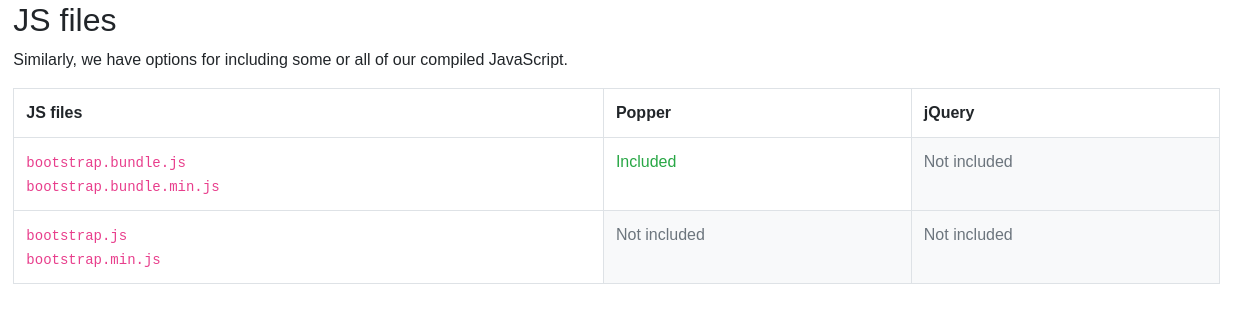 JS files
Similarly, we have options for including some or all of our compiled JavaScript.
JS files Popper jQuery
bootstrap.bundle.js Included Not included
bootstrap.bundle.min.js
bootstrap.js Not included Not included
bootstrap.min.js